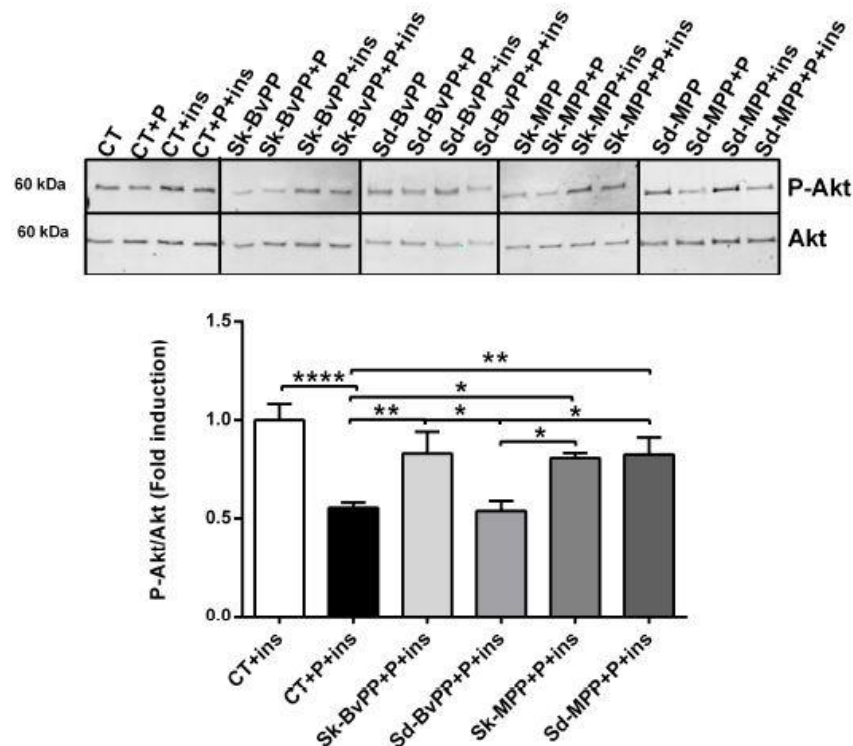 CT
CT+P
CT+ins
CT+P+ins
Sk-BvPP
Sk-BvPP+P
Sk-BvPP+ins
Sk-BvPP+P+ins
Sd-BvPP
Sd-BvPP+P
Sd-BvPP+ins
Sd-BvPP+P+ins
Sk-MPP
Sk-MPP+P
Sk-MPP+ins
Sk-MPP+P+ins
Sd-MPP
Sd-MPP+P
Sd-MPP+ins
Sd-MPP+P+ins
60 kDa P-Akt
60 kDa Akt
P-Akt/Akt (Fold induction)
1.5
1.0
0.5
0.0
**
**** *
** * *
*
CT+ins
CT+P+ins
Sk-BvPP+P+ins
Sd-BvPP+P+ins
Sk-MPP+P+ins
Sd-MPP+P+ins